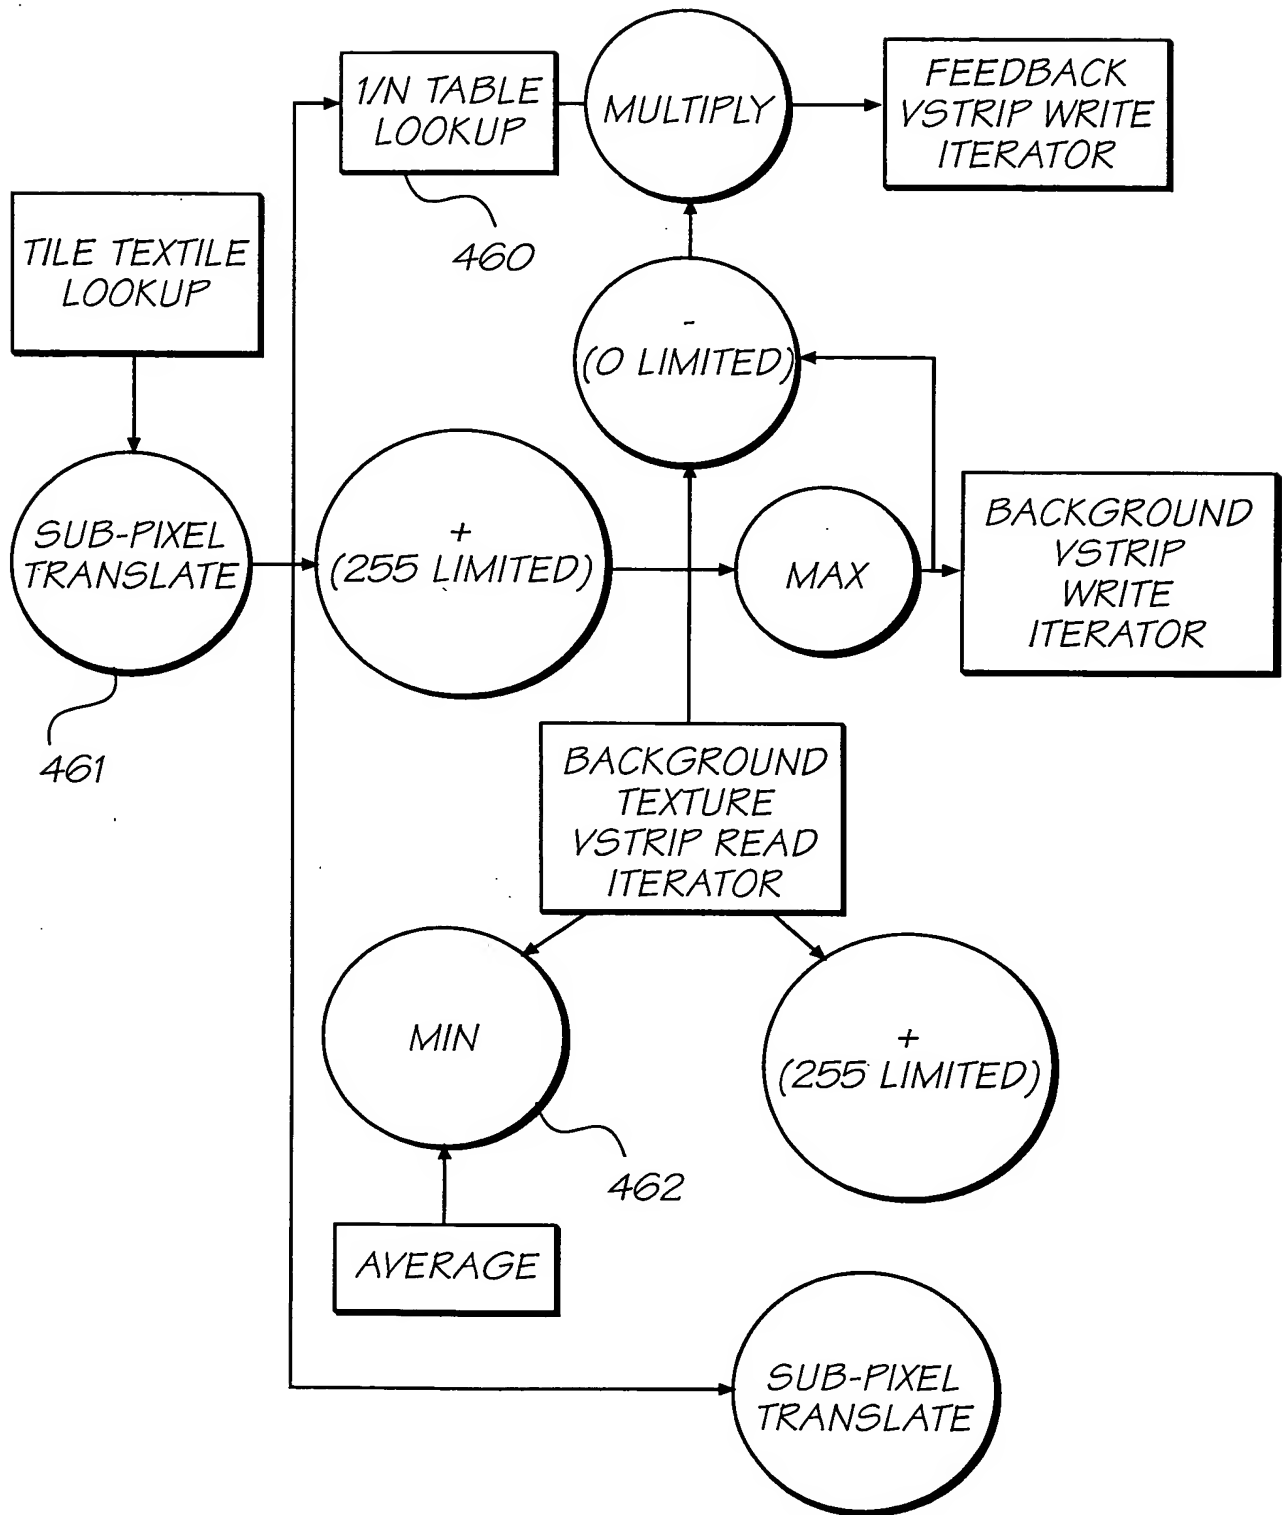 1/N TABLE
LOOKUP
MULTIPLY
FEEDBACK
VSTRIP WRITE
ITERATOR
460
TILE TEXTILE
LOOKUP
-
(0 LIMITED)
SUB-PIXEL
TRANSLATE
+
(255 LIMITED)
MAX
BACKGROUND
VSTRIP
WRITE
ITERATOR
461
BACKGROUND
TEXTURE
VSTRIP READ
ITERATOR
MIN
+
(255 LIMITED)
462
AVERAGE
SUB-PIXEL
TRANSLATE